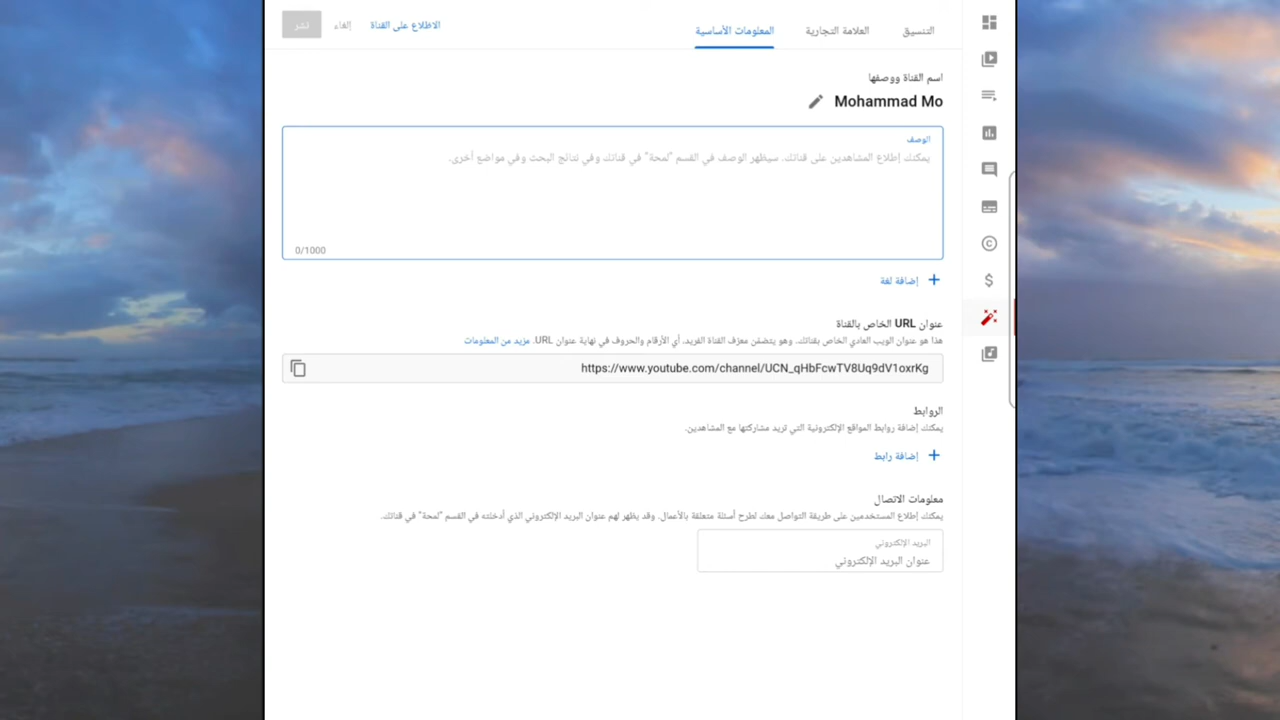 التنسيق العلامة التجارية المعلومات الأساسية الاطلاع على القناة إلغاء نشر
اسم القناة ووصفها
Mohammad Mo
الوصف
يمكنك إطلاع المشاهدين على قناتك. سيظهر الوصف في القسم "لمحة" في قناتك وفي نتائج البحث وفي مواضع أخرى.
0/1000
+ إضافة لغة
عنوان URL الخاص بالقناة
هذا هو عنوان الويب العادي الخاص بقناتك. وهو يتضمّن معرّف القناة الفريد، أي الأرقام والحروف في نهاية عنوان URL. مزيد من المعلومات
https://www.youtube.com/channel/UCN_qHbFcwTV8Uq9dV1oxrKg
الروابط
يمكنك إضافة روابط المواقع الإلكترونية التي تريد مشاركتها مع المشاهدين.
+ إضافة رابط
معلومات الاتصال
يمكنك إطلاع المستخدمين على طريقة التواصل معك لطرح أسئلة متعلقة بالأعمال. وقد يظهر لهم عنوان البريد الإلكتروني الذي أدخلته في القسم "لمحة" في قناتك.
البريد الإلكتروني
عنوان البريد الإلكتروني